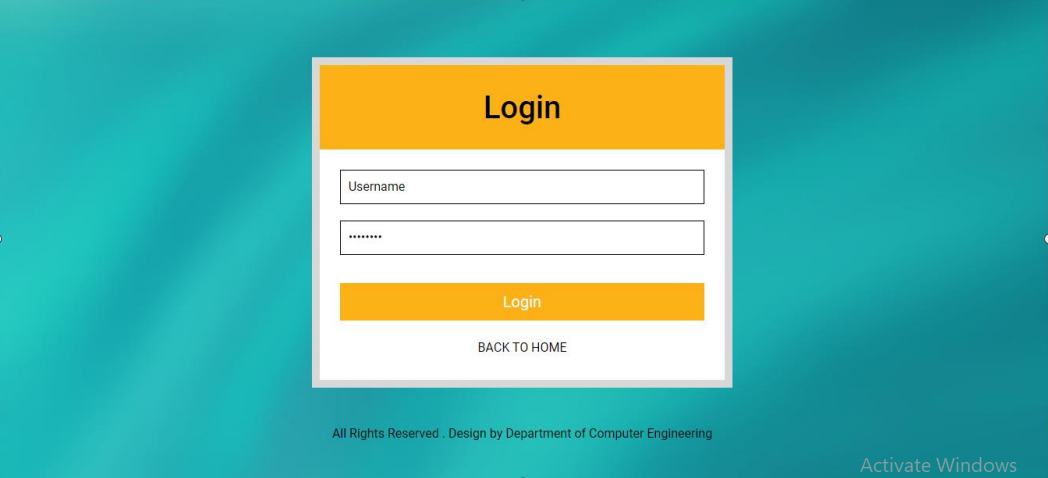 Login
Username
••••••••
Login
BACK TO HOME
All Rights Reserved . Design by Department of Computer Engineering
Activate Windows